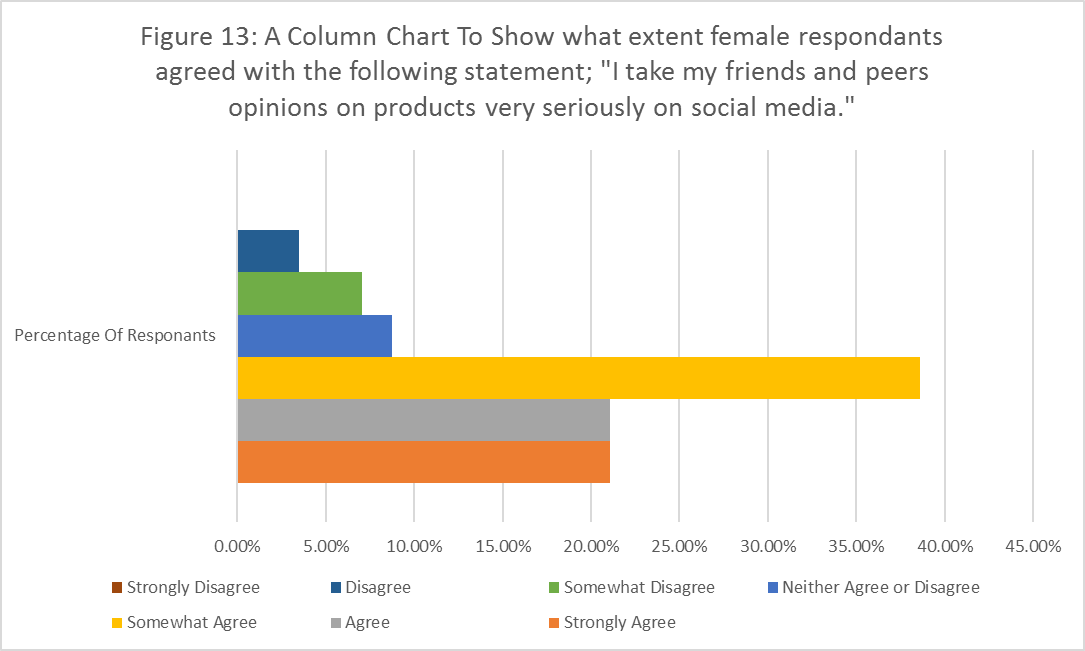 Figure 13: A Column Chart To Show what extent female respondants
agreed with the following statement; "I take my friends and peers
opinions on products very seriously on social media."
Percentage Of Responants
0.00% 5.00% 10.00% 15.00% 20.00% 25.00% 30.00% 35.00% 40.00% 45.00%
Strongly Disagree Disagree Somewhat Disagree Neither Agree or Disagree
Somewhat Agree Agree Strongly Agree